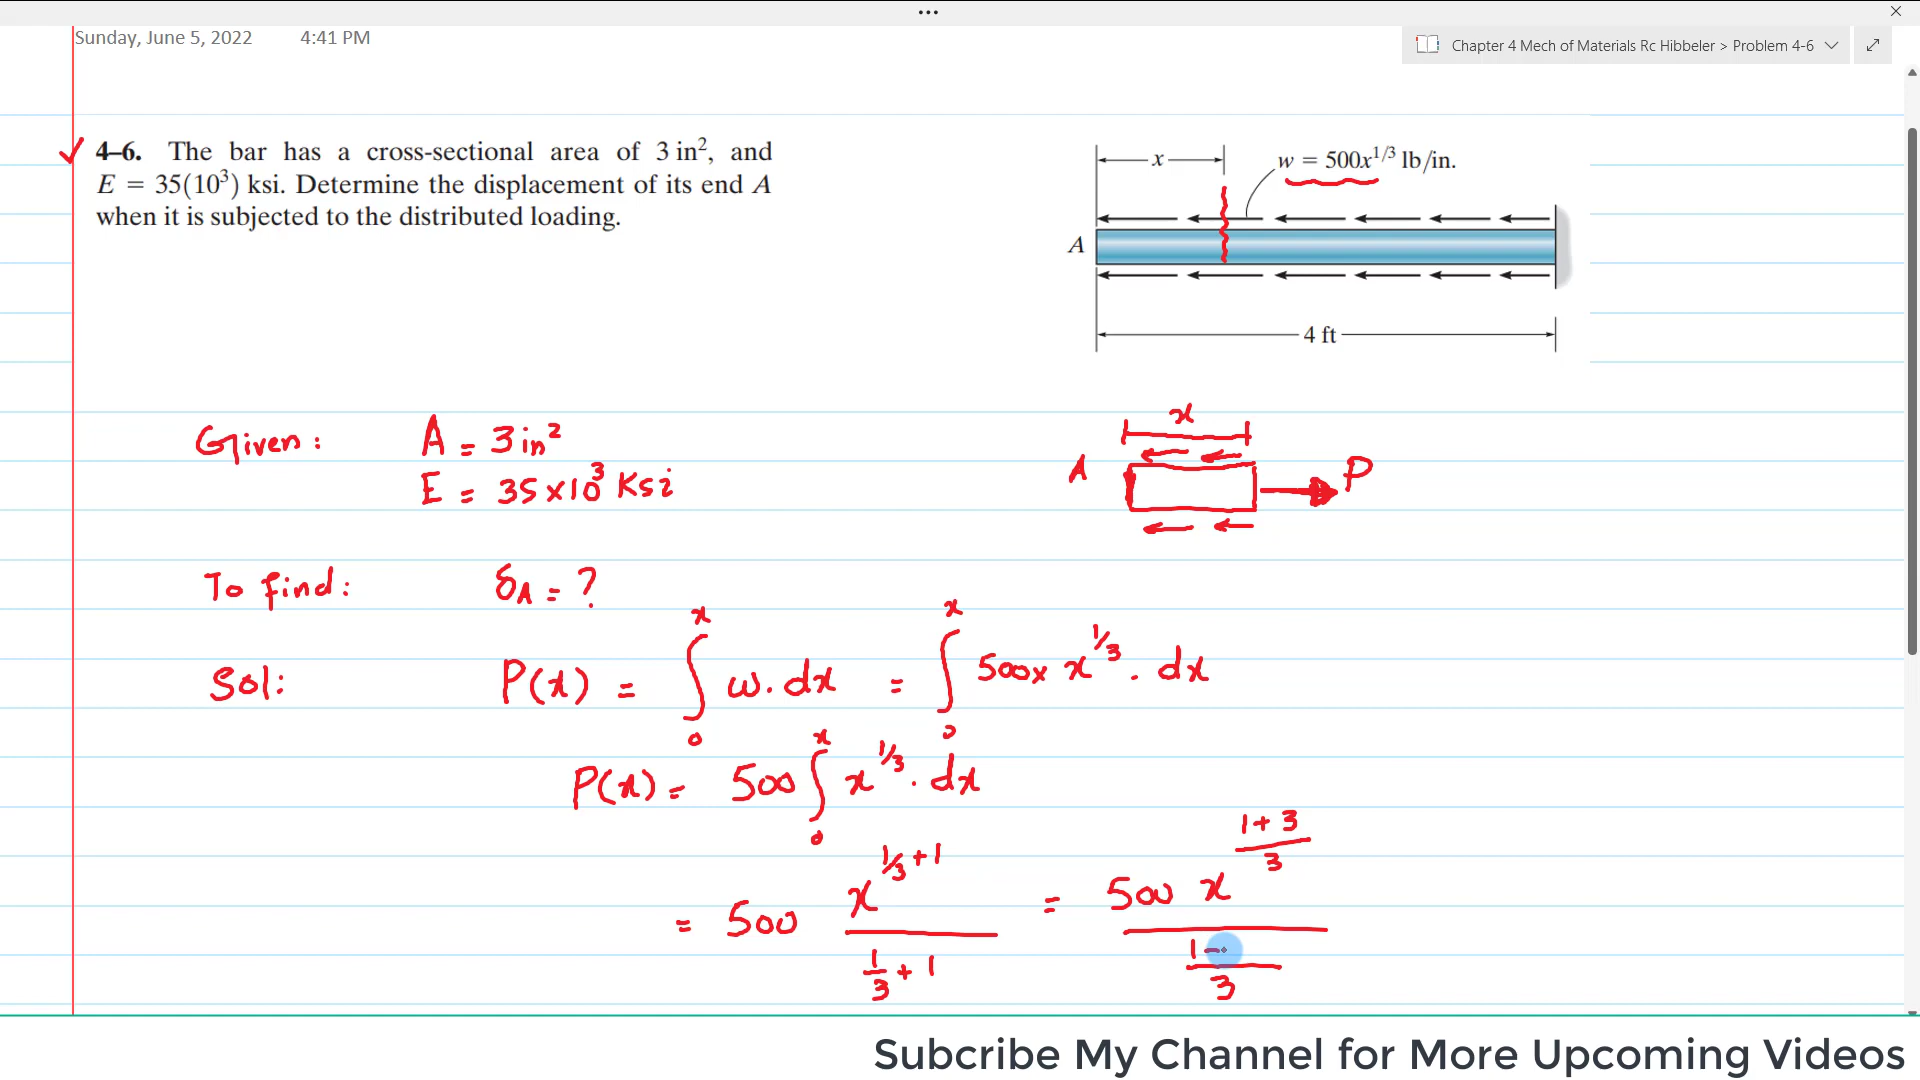 Sunday, June 5, 2022 4:41 PM
Chapter 4 Mech of Materials Rc Hibbeler > Problem 4-6
4–6. The bar has a cross-sectional area of 3 in², and
E = 35(10³) ksi. Determine the displacement of its end A
when it is subjected to the distributed loading.
x
w = 500x^1/3 lb/in.
A
4 ft
Given: A = 3 in²
E = 35×10³ Ksi
x
A
P
To find: δA = ?
Sol: P(x) = ∫₀ˣ w.dx = ∫₀ˣ 500 × x^1/3 . dx
P(x) = 500 ∫₀ˣ x^1/3 . dx
= 500 x^(1/3 + 1) / (1/3 + 1) = 500 x^((1+3)/3) / ((1-)/3)
Subcribe My Channel for More Upcoming Videos